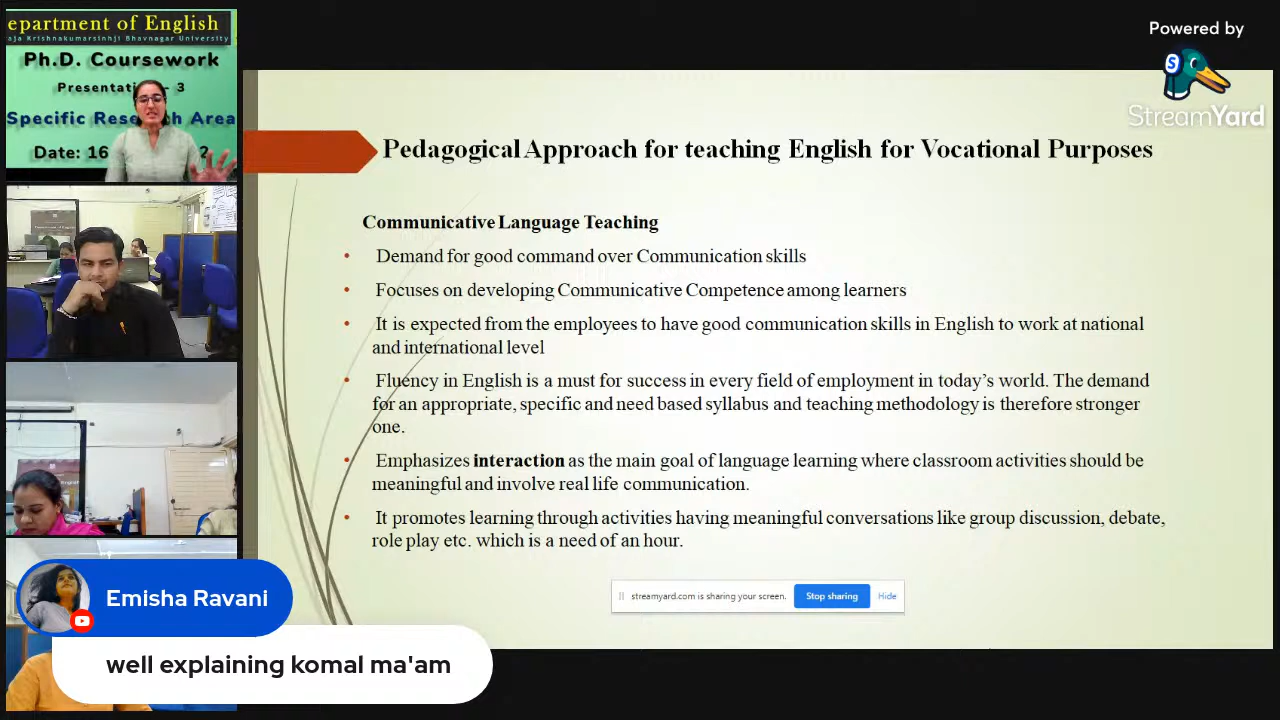 epartment of English
aja Krishnakumarsinhji Bhavnagar University
Ph.D. Coursework
3
Specific Area
Date: 16
Powered by
StreamYard
Pedagogical Approach for teaching English for Vocational Purposes
Communicative Language Teaching
• Demand for good command over Communication skills
• Focuses on developing Communicative Competence among learners
• It is expected from the employees to have good communication skills in English to work at national
and international level
• Fluency in English is a must for success in every field of employment in today's world. The demand
for an appropriate, specific and need based syllabus and teaching methodology is therefore stronger
one.
• Emphasizes interaction as the main goal of language learning where classroom activities should be
meaningful and involve real life communication.
• It promotes learning through activities having meaningful conversations like group discussion, debate,
role play etc. which is a need of an hour.
streamyard.com is sharing your screen. Stop sharing Hide
Emisha Ravani
well explaining komal ma'am